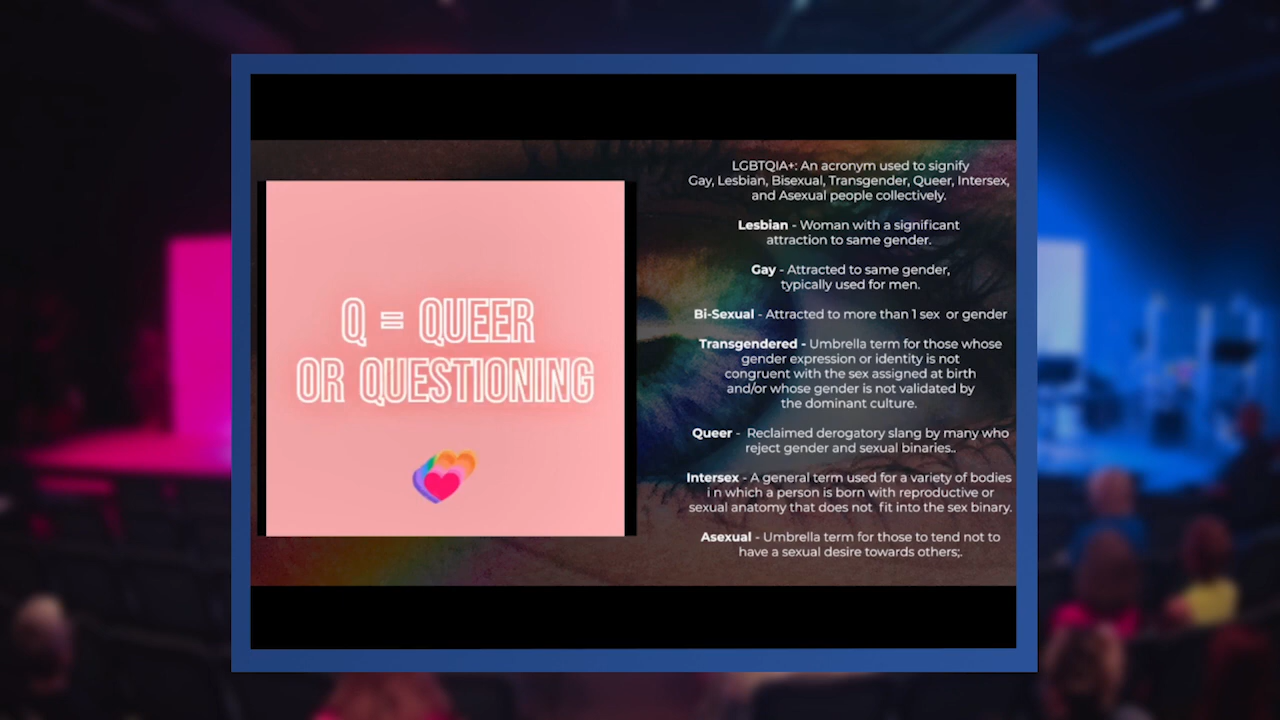 Q = QUEER
OR QUESTIONING
LGBTQIA+: An acronym used to signify
Gay, Lesbian, Bisexual, Transgender, Queer, Intersex,
and Asexual people collectively.
Lesbian - Woman with a significant
attraction to same gender.
Gay - Attracted to same gender,
typically used for men.
Bi-Sexual - Attracted to more than 1 sex or gender
Transgendered - Umbrella term for those whose
gender expression or identity is not
congruent with the sex assigned at birth
and/or whose gender is not validated by
the dominant culture.
Queer - Reclaimed derogatory slang by many who
reject gender and sexual binaries..
Intersex - A general term used for a variety of bodies
i n which a person is born with reproductive or
sexual anatomy that does not fit into the sex binary.
Asexual - Umbrella term for those to tend not to
have a sexual desire towards others;.